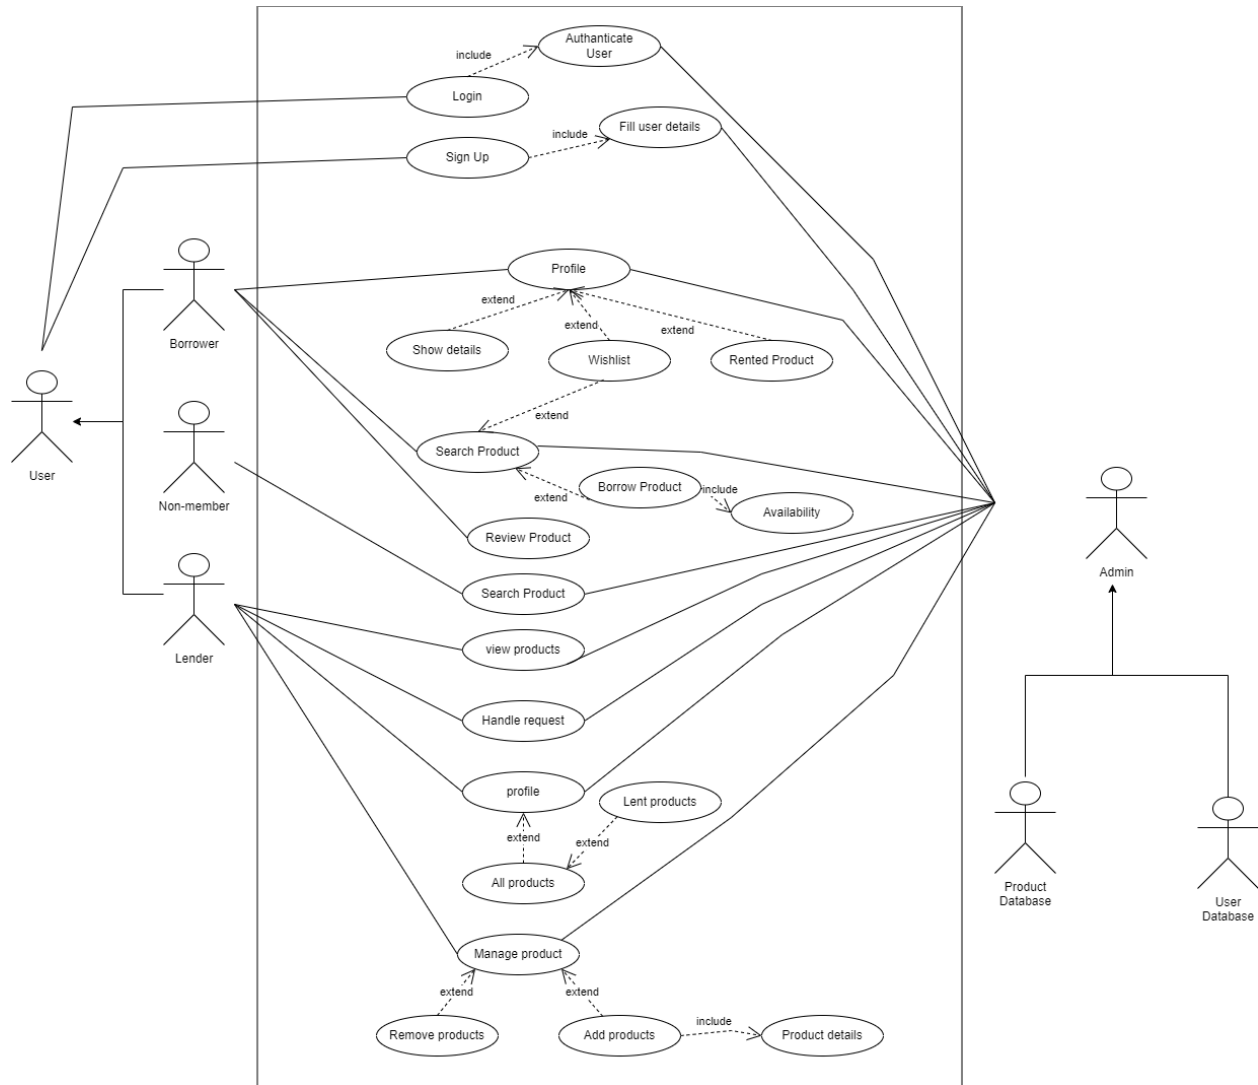 Authanticate
User
include
Login
Fill user details
include
Sign Up
Borrower
Profile
extend
extend
extend
Show details
Wishlist
Rented Product
User
extend
Search Product
Non-member
Borrow Product
extend
include
Availability
Review Product
Admin
Search Product
Lender
view products
Handle request
profile
Lent products
extend
extend
All products
Product
Database
User
Database
Manage product
extend
extend
Remove products
Add products
include
Product details